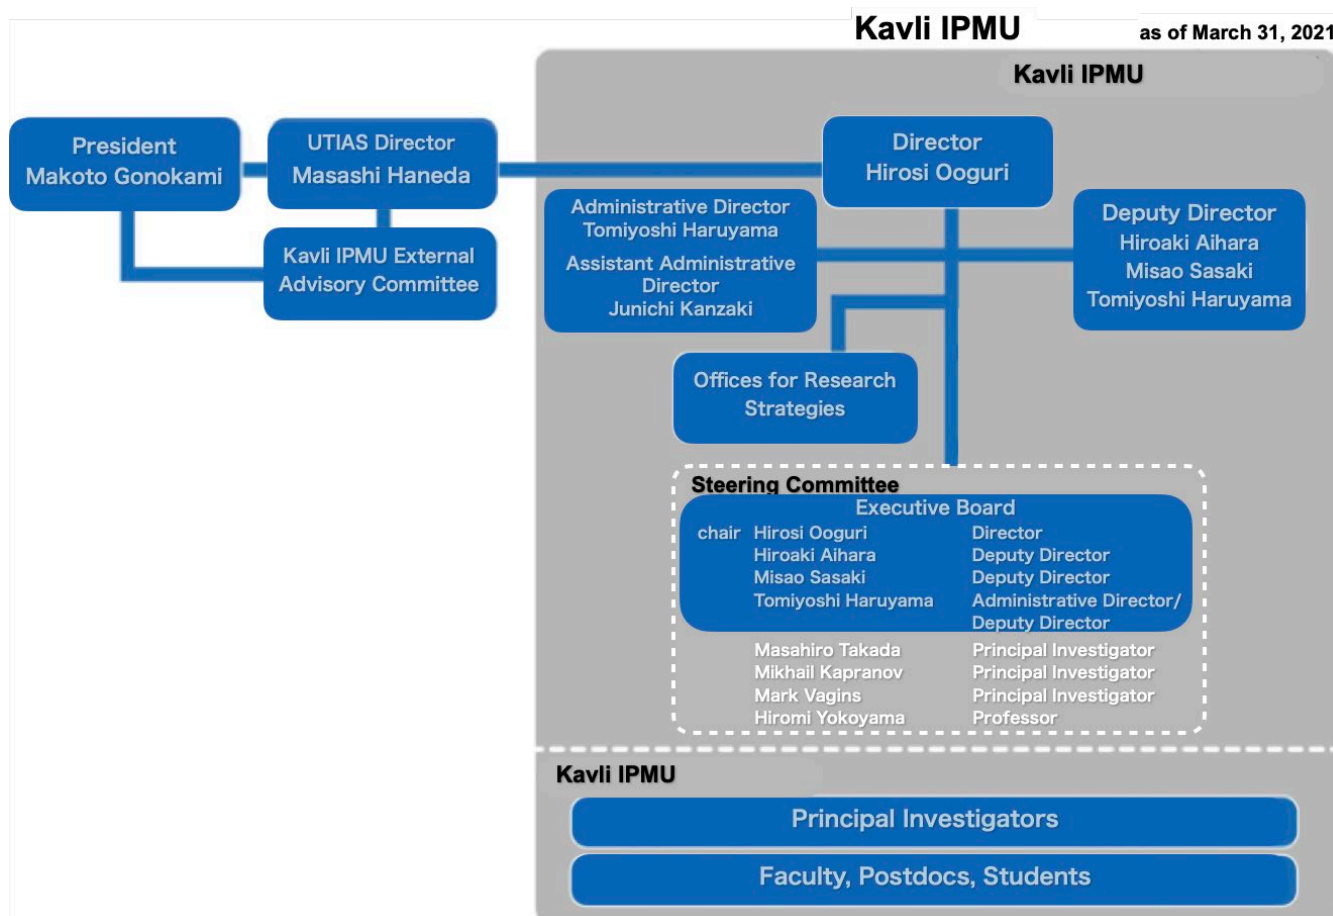 Kavli IPMU
as of March 31, 2021
Kavli IPMU
President
Makoto Gonokami
UTIAS Director
Masashi Haneda
Director
Hirosi Ooguri
Kavli IPMU External
Advisory Committee
Administrative Director
Tomiyoshi Haruyama
Assistant Administrative
Director
Junichi Kanzaki
Deputy Director
Hiroaki Aihara
Misao Sasaki
Tomiyoshi Haruyama
Offices for Research
Strategies
Steering Committee
Executive Board
chair Hirosi Ooguri Director
Hiroaki Aihara Deputy Director
Misao Sasaki Deputy Director
Tomiyoshi Haruyama Administrative Director/
Deputy Director
Masahiro Takada Principal Investigator
Mikhail Kapranov Principal Investigator
Mark Vagins Principal Investigator
Hiromi Yokoyama Professor
Kavli IPMU
Principal Investigators
Faculty, Postdocs, Students